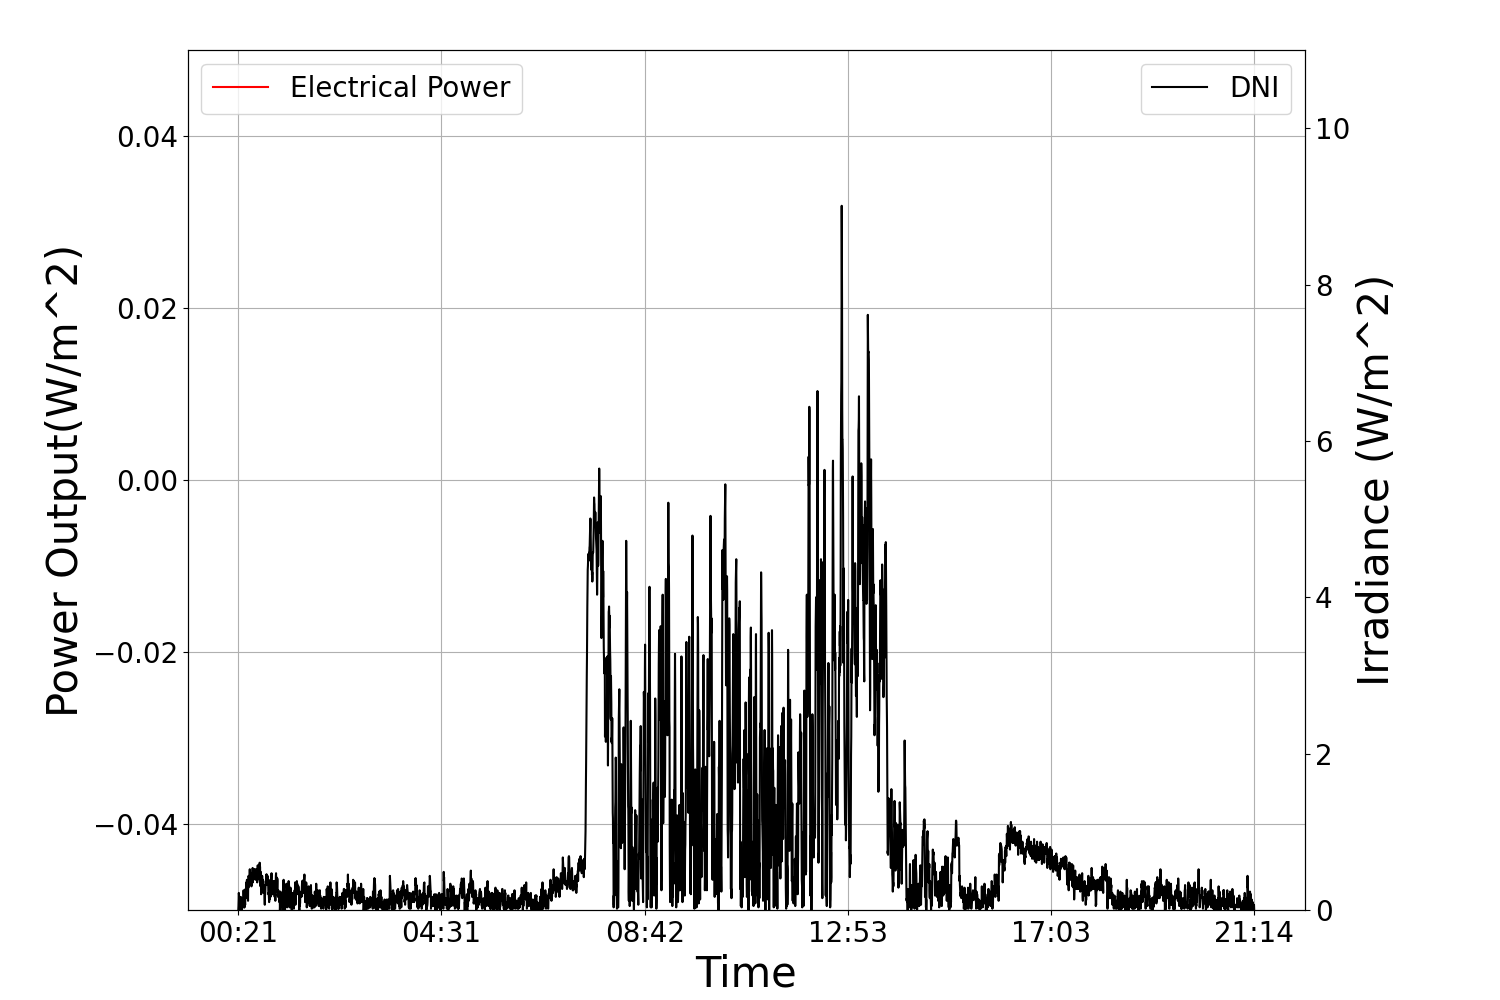 Electrical Power
DNI
0.04
0.02
0.00
−0.02
−0.04
Power Output(W/m^2)
10
8
6
4
2
0
Irradiance (W/m^2)
00:21 04:31 08:42 12:53 17:03 21:14
Time